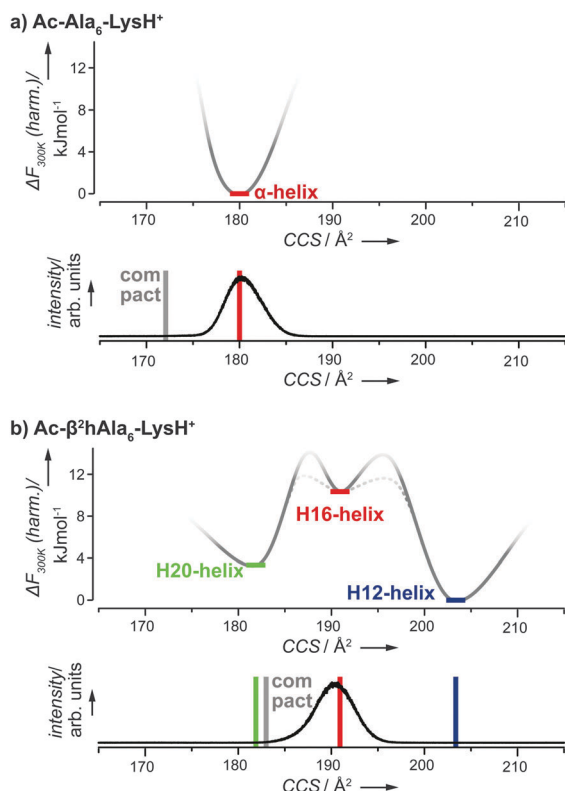 a) Ac-Ala₆-LysH⁺
ΔF₃₀₀ₖ (harm.)/
kJmol⁻¹
12
8
4
0
α-helix
170
180
190
200
210
CCS / Å²
intensity/
arb. units
com
pact
170
180
190
200
210
CCS / Å²
b) Ac-β²hAla₆-LysH⁺
ΔF₃₀₀ₖ (harm.)/
kJmol⁻¹
12
8
4
0
H16-helix
H20-helix
H12-helix
170
180
190
200
210
CCS / Å²
intensity/
arb. units
com
pact
170
180
190
200
210
CCS / Å²